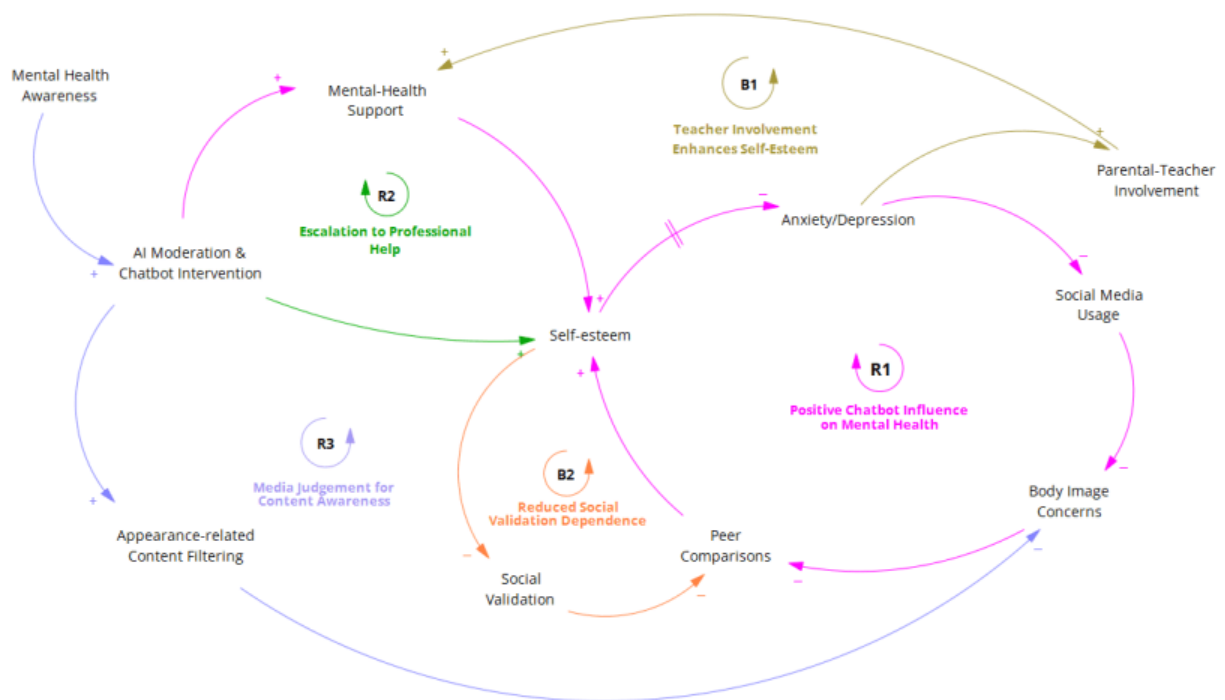 +
Mental Health
Awareness
+
Mental-Health
Support
+
B1
Teacher Involvement
Enhances Self-Esteem
+
Parental-Teacher
Involvement
R2
Escalation to Professional
Help
–
Anxiety/Depression
AI Moderation &
Chatbot Intervention
+
–
Social Media
Usage
+
Self-esteem
+
+
R1
Positive Chatbot Influence
on Mental Health
R3
Media Judgement for
Content Awareness
B2
Reduced Social
Validation Dependence
–
Body Image
Concerns
+
Appearance-related
Content Filtering
Peer
Comparisons
–
–
–
Social
Validation
–